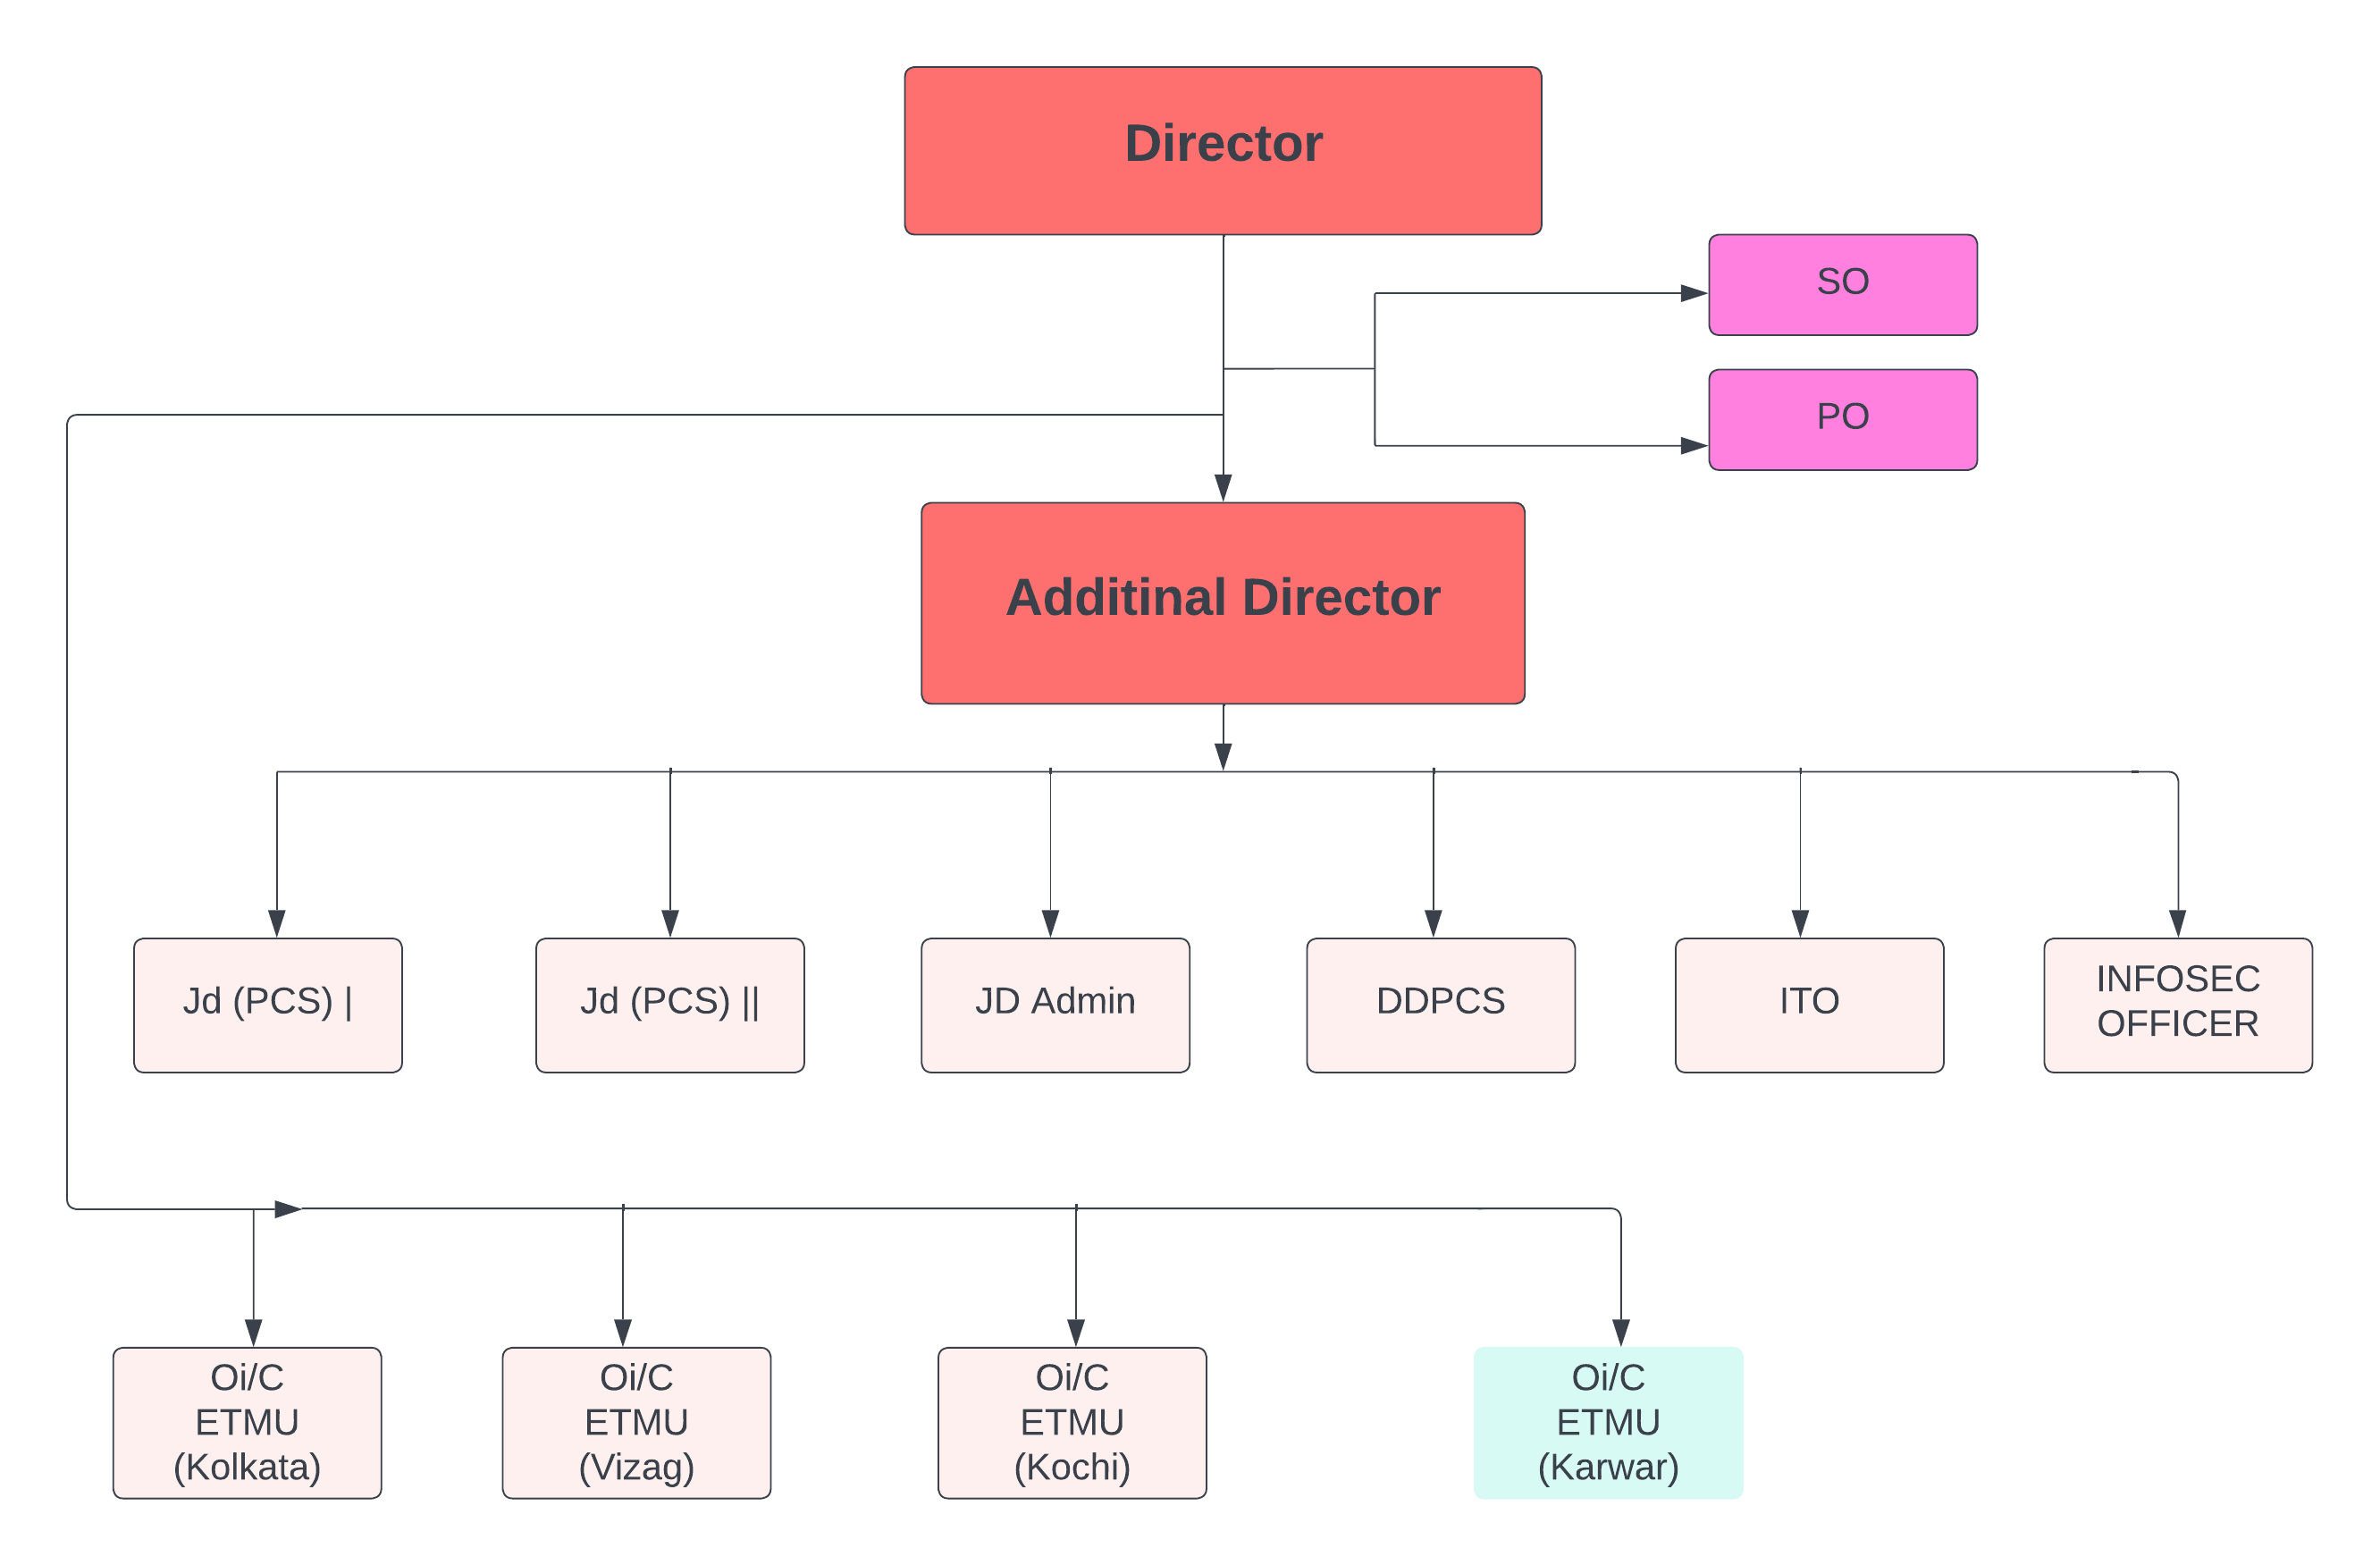 Director
SO
PO
Additinal Director
Jd (PCS) |
Jd (PCS) ||
JD Admin
DDPCS
ITO
INFOSEC
OFFICER
Oi/C
ETMU
(Kolkata)
Oi/C
ETMU
(Vizag)
Oi/C
ETMU
(Kochi)
Oi/C
ETMU
(Karwar)